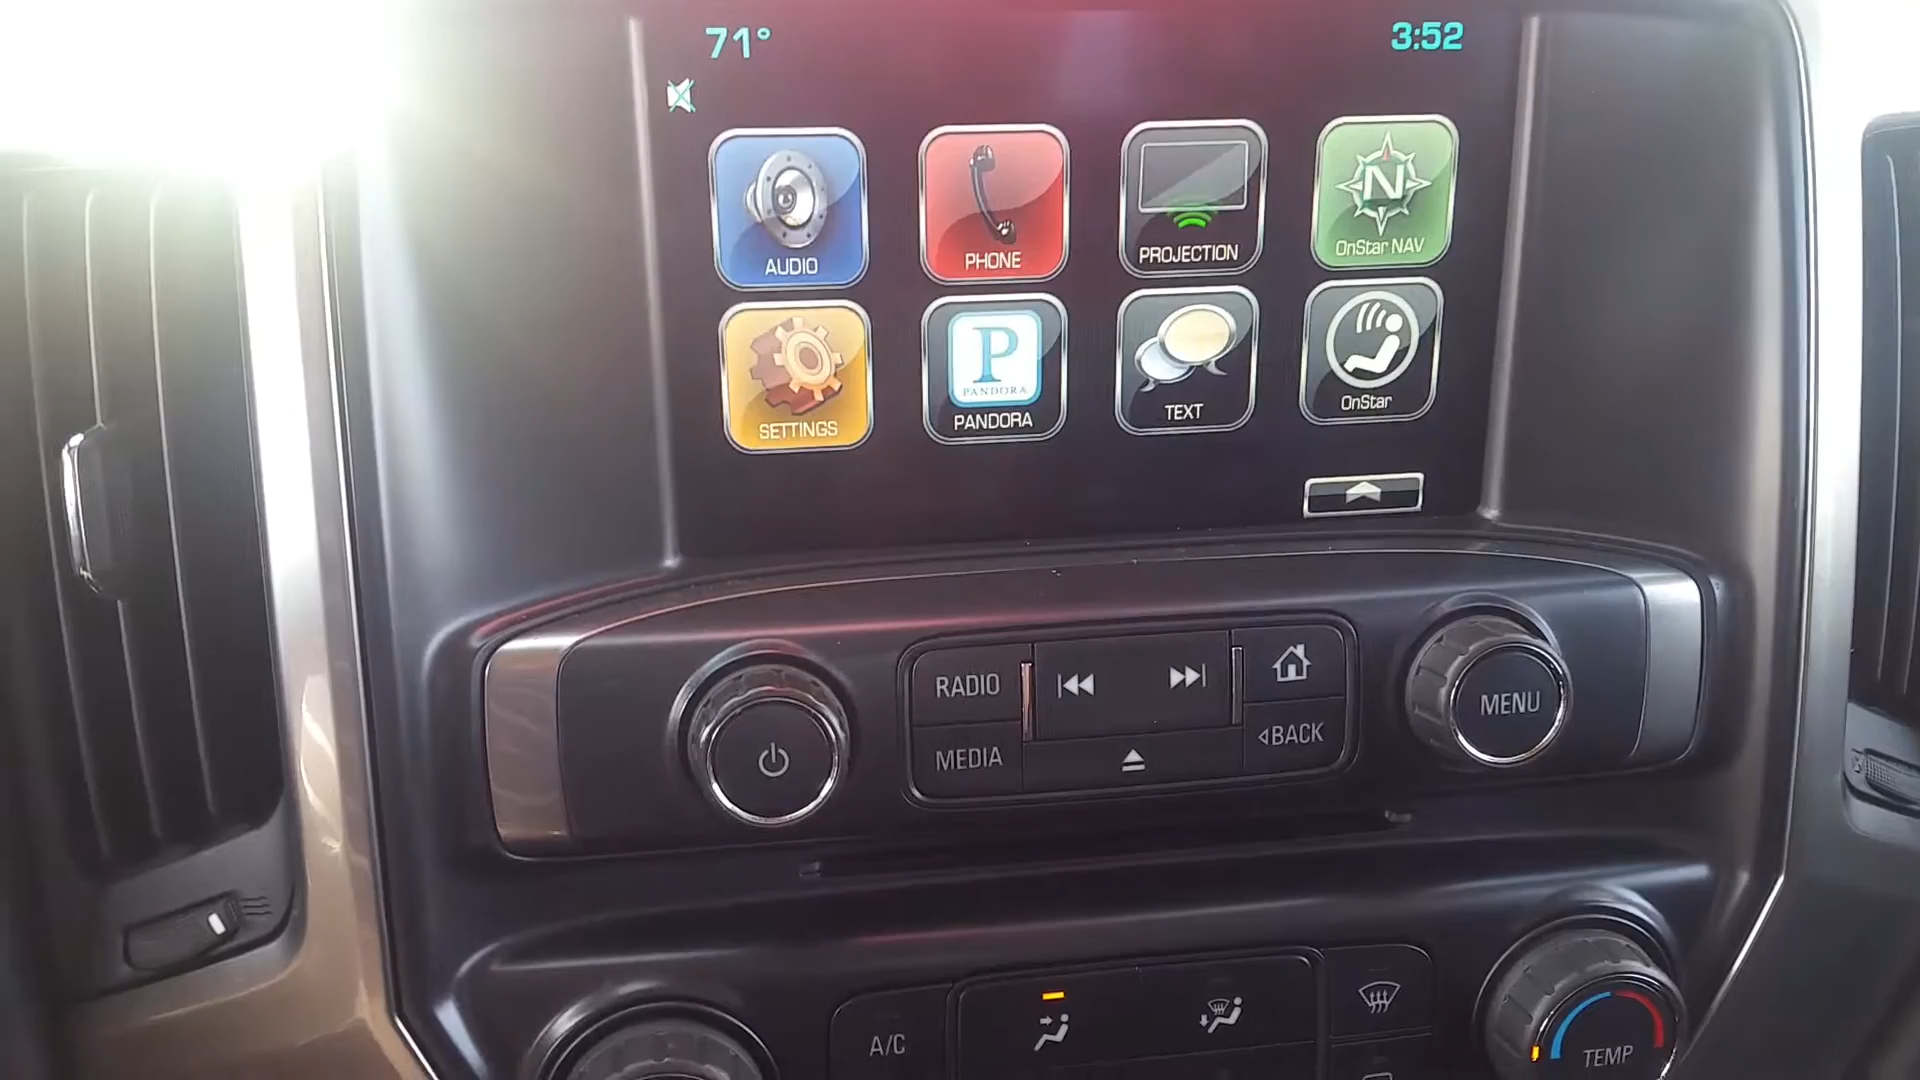 71° 3:52
AUDIO PHONE PROJECTION N OnStar NAV
SETTINGS P PANDORA PANDORA TEXT OnStar
RADIO
MEDIA
BACK
MENU
A/C
TEMP